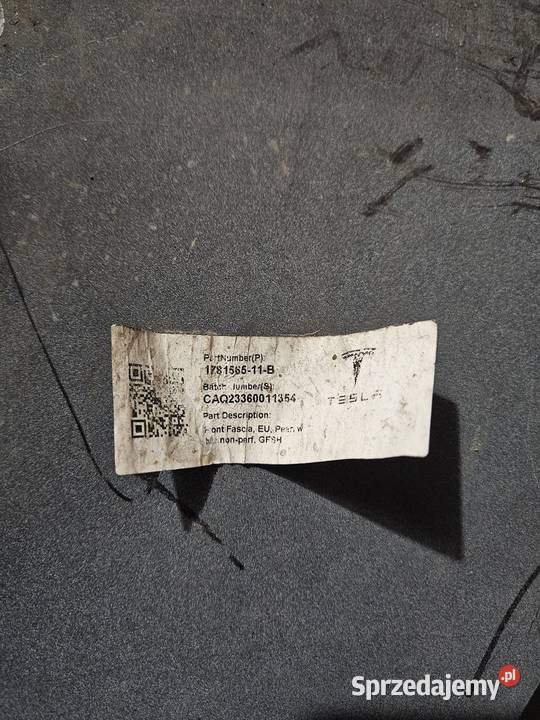 PartNumber(P):
1781565-11-B
Batch Number(S):
CAQ23360011354
Part Description:
Front Fascia, EU, Pearl w
non-perf, GFSH
TESLA
Sprzedajemy.pl